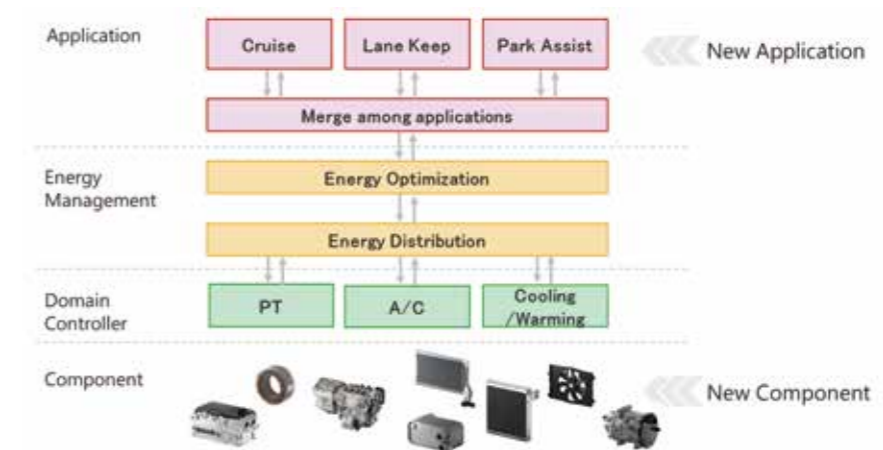 Application
Cruise
Lane Keep
Park Assist
New Application
Merge among applications
Energy
Management
Energy Optimization
Energy Distribution
Domain
Controller
PT
A/C
Cooling
/Warming
Component
New Component